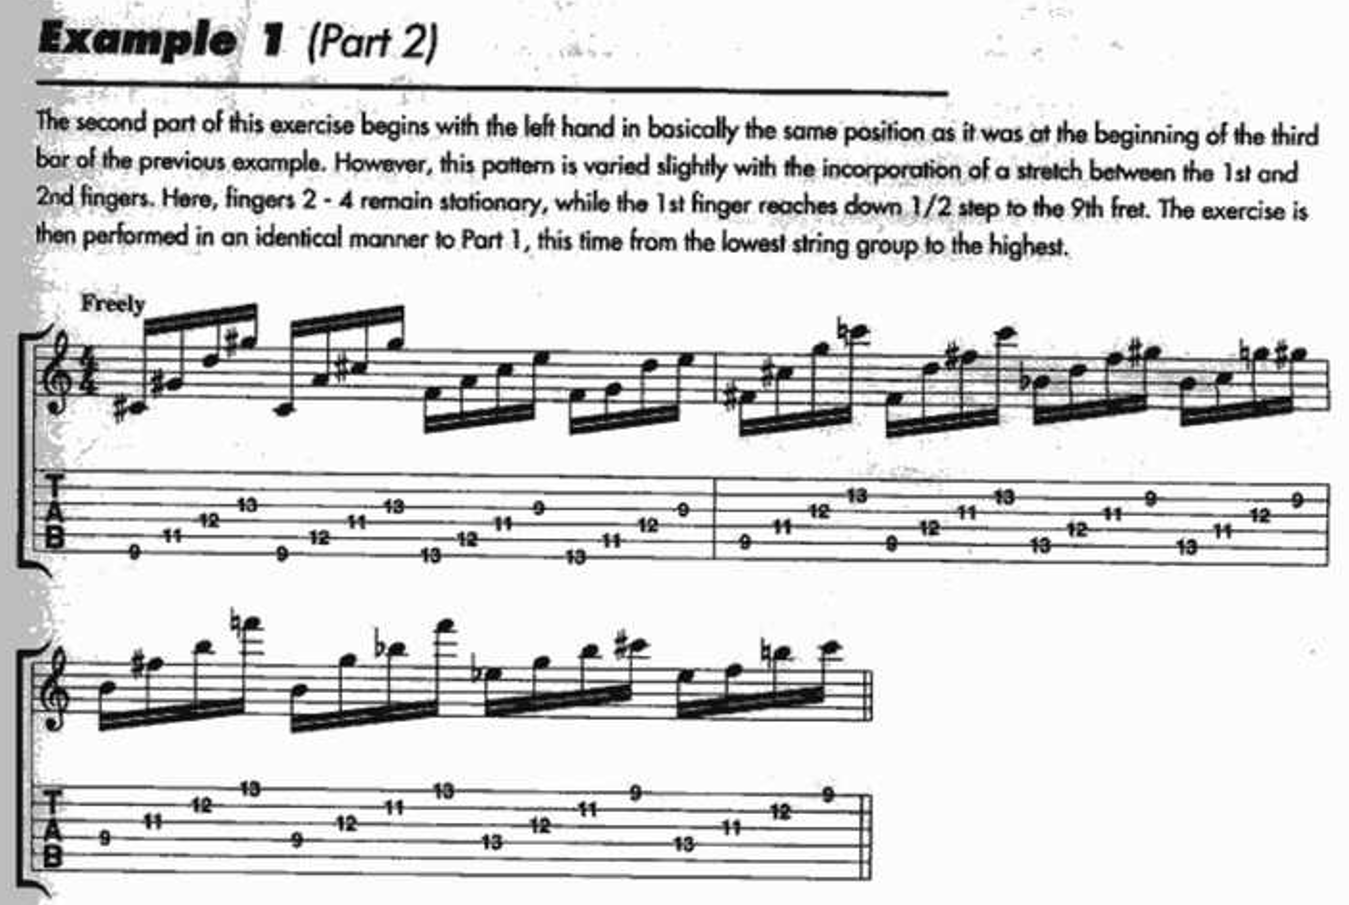 Example 1 (Part 2)
The second part of this exercise begins with the left hand in basically the same position as it was at the beginning of the third
bar of the previous example. However, this pattern is varied slightly with the incorporation of a stretch between the 1st and
2nd fingers. Here, fingers 2 - 4 remain stationary, while the 1st finger reaches down 1/2 step to the 9th fret. The exercise is
then performed in an identical manner to Part 1, this time from the lowest string group to the highest.
Freely
4
4
T
A
B
9 11 12 13 9 12 11 13 13 12 11 9 13 11 12 9 9 11 12 13 9 12 11 13 13 12 11 9 13 11 12 9
T
A
B
9 11 12 13 9 12 11 13 13 12 11 9 13 11 12 9